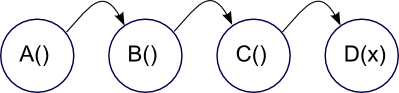 A() B() C() D(x)